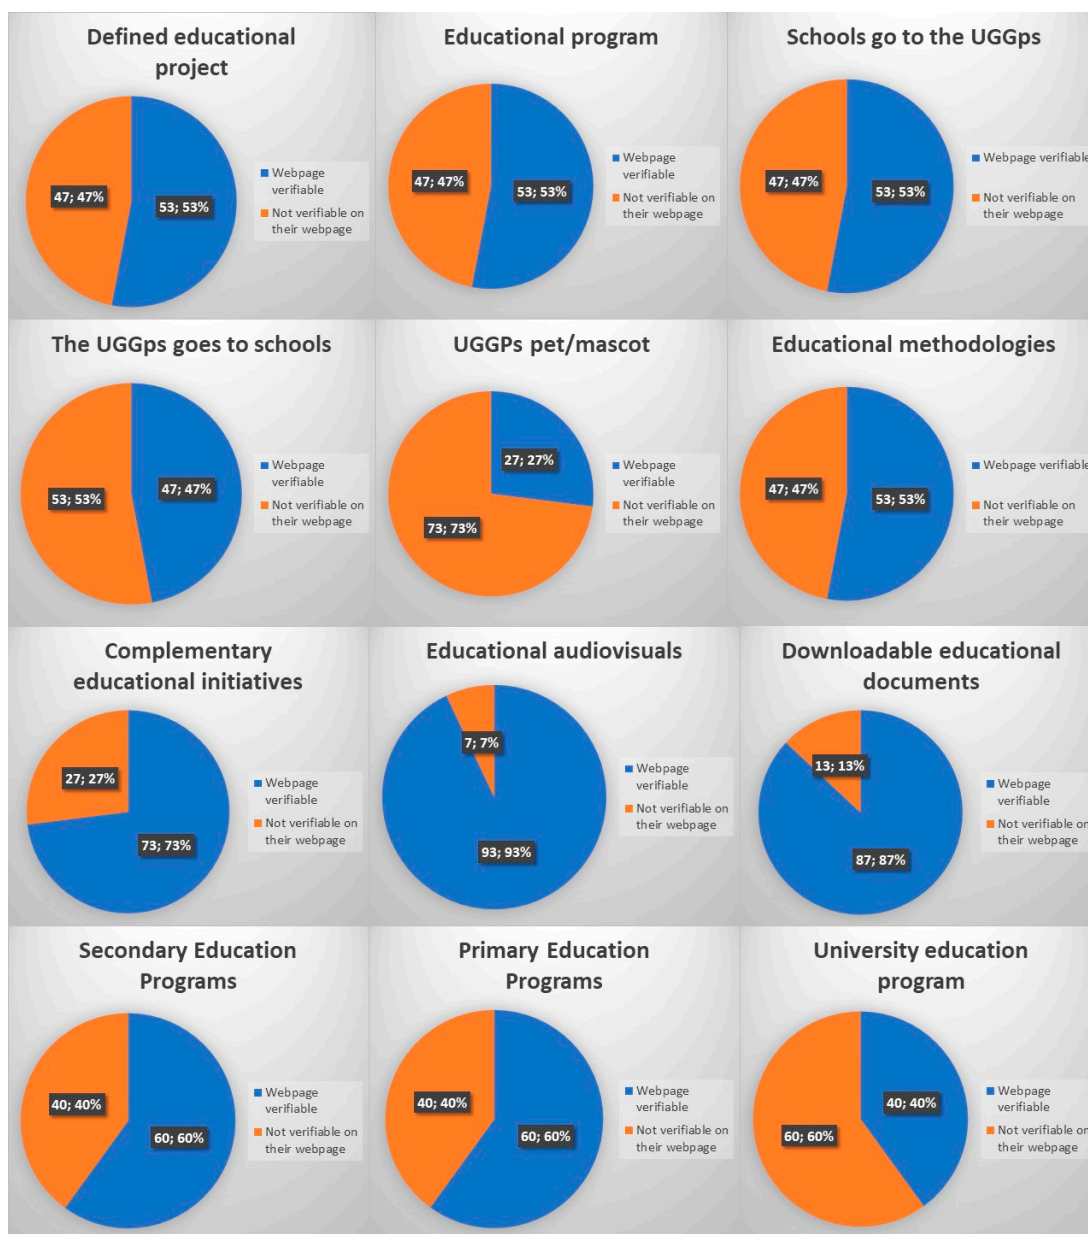 Defined educational
project
47; 47%
53; 53%
Webpage
verifiable
Not verifiable on
their webpage
Educational program
47; 47%
53; 53%
Webpage
verifiable
Not verifiable on
their webpage
Schools go to the UGGps
47; 47%
53; 53%
Webpage verifiable
Not verifiable on
their webpage
The UGGps goes to schools
53; 53%
47; 47%
Webpage
verifiable
Not verifiable on
their webpage
UGGPs pet/mascot
27; 27%
73; 73%
Webpage
verifiable
Not verifiable on
their webpage
Educational methodologies
47; 47%
53; 53%
Webpage verifiable
Not verifiable on
their webpage
Complementary
educational initiatives
27; 27%
73; 73%
Webpage
verifiable
Not verifiable on
their webpage
Educational audiovisuals
7; 7%
93; 93%
Webpage
verifiable
Not verifiable on
their webpage
Downloadable educational
documents
13; 13%
87; 87%
Webpage
verifiable
Not verifiable on
their webpage
Secondary Education
Programs
40; 40%
60; 60%
Webpage
verifiable
Not verifiable on
their webpage
Primary Education
Programs
40; 40%
60; 60%
Webpage
verifiable
Not verifiable on
their webpage
University education
program
40; 40%
60; 60%
Webpage
verifiable
Not verifiable on
their webpage